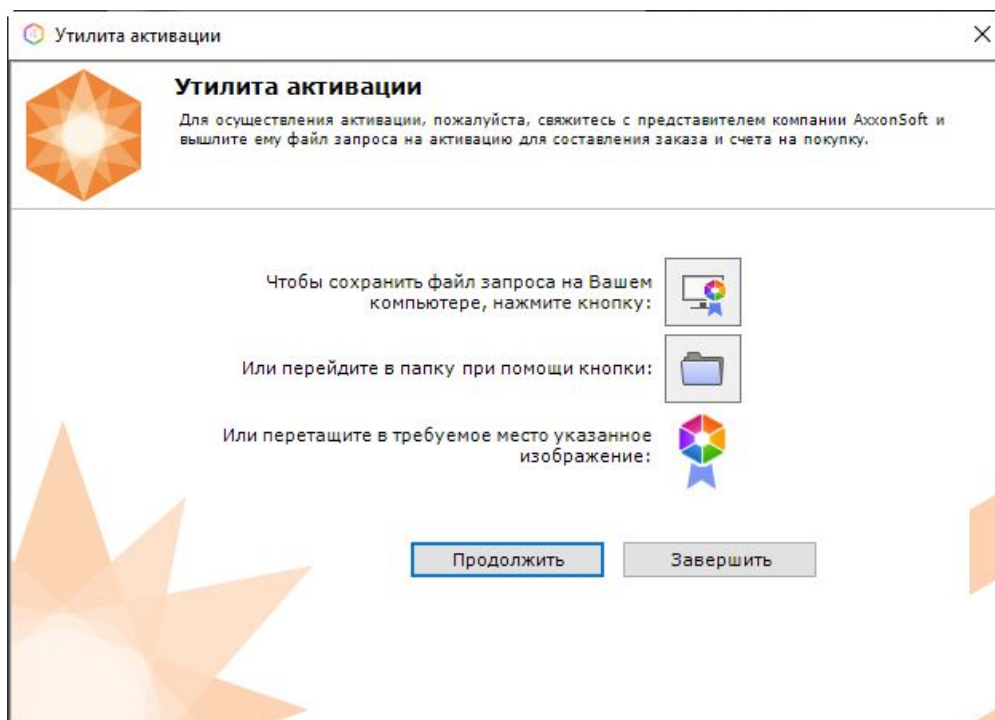 Утилита активации
Утилита активации
Для осуществления активации, пожалуйста, свяжитесь с представителем компании AxxonSoft и
вышлите ему файл запроса на активацию для составления заказа и счета на покупку.
Чтобы сохранить файл запроса на Вашем
компьютере, нажмите кнопку:
Или перейдите в папку при помощи кнопки:
Или перетащите в требуемое место указанное
изображение:
Продолжить
Завершить